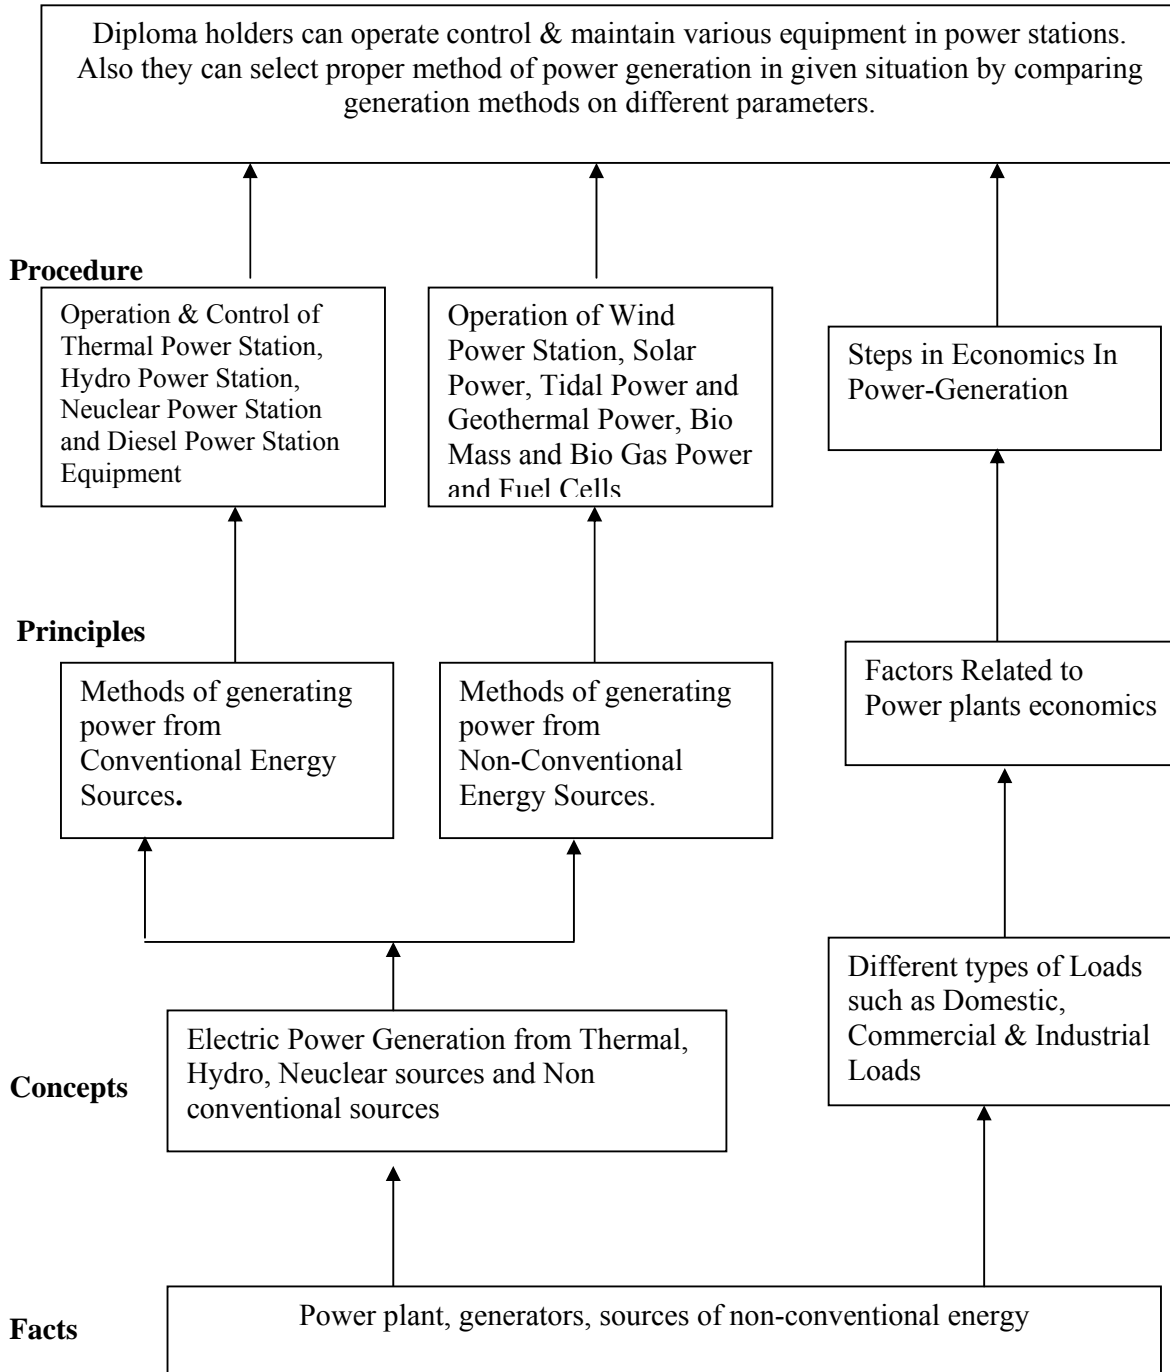 Diploma holders can operate control & maintain various equipment in power stations.
Also they can select proper method of power generation in given situation by comparing
generation methods on different parameters.
Procedure
Operation & Control of
Thermal Power Station,
Hydro Power Station,
Neuclear Power Station
and Diesel Power Station
Equipment
Operation of Wind
Power Station, Solar
Power, Tidal Power and
Geothermal Power, Bio
Mass and Bio Gas Power
and Fuel Cells
Steps in Economics In
Power-Generation
Principles
Methods of generating
power from
Conventional Energy
Sources.
Methods of generating
power from
Non-Conventional
Energy Sources.
Factors Related to
Power plants economics
Concepts
Electric Power Generation from Thermal,
Hydro, Neuclear sources and Non
conventional sources
Different types of Loads
such as Domestic,
Commercial & Industrial
Loads
Facts
Power plant, generators, sources of non-conventional energy